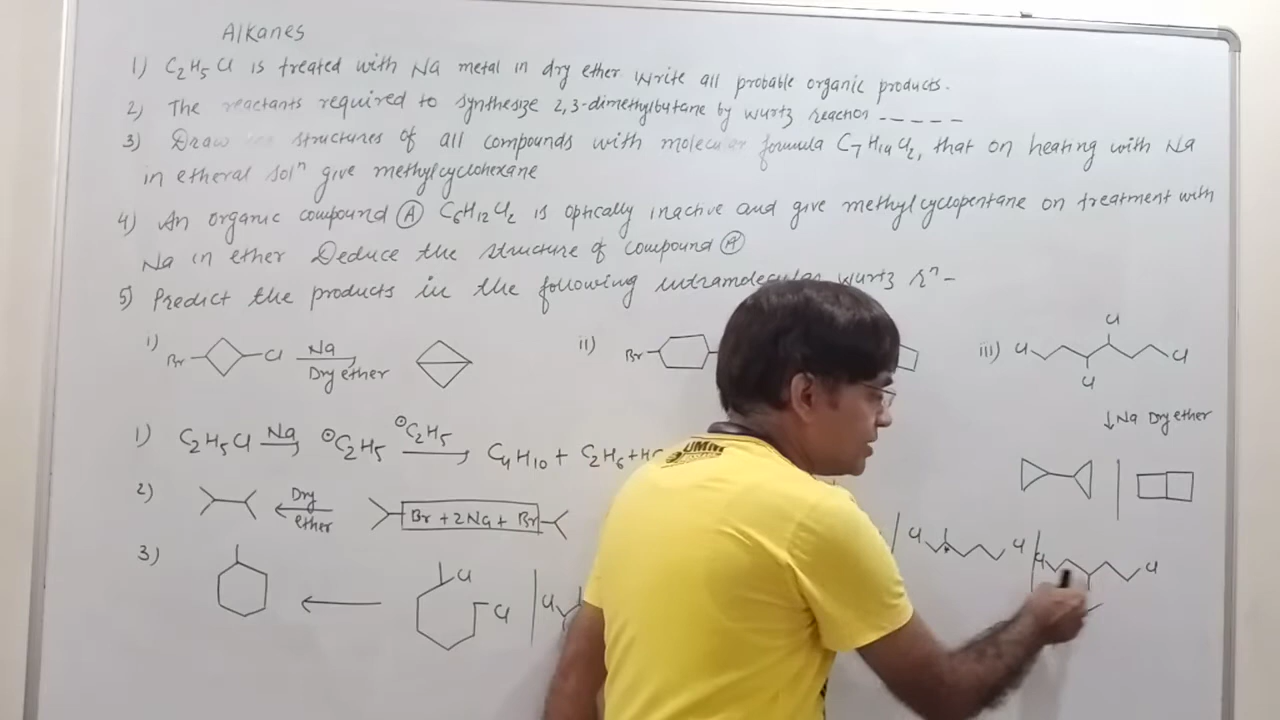 Alkanes
1) C2H5Cl is treated with Na metal in dry ether write all probable organic products.
2) The reactants required to synthesize 2,3-dimethylbutane by wurtz reaction -----
3) Draw structures of all compounds with molecular formula C7H14Cl2, that on heating with Na
in etheral solⁿ give methylcyclohexane
4) An organic compound Ⓐ C6H12Cl2 is optically inactive and give methylcyclopentane on treatment with
Na in ether Deduce the structure of compound Ⓐ
5) Predict the products in the following intramolecular wurtz rⁿ -
i) Br Cl Na Dry ether
ii) Br
iii) Cl Cl Cl Cl
↓Na Dry ether
1) C2H5Cl Na → ⊖C2H5 ⊖C2H5 → C4H10 + C2H6 +
2) Dry ether ← Br + 2Na + Br
3) ← Cl Cl | Cl | Cl Cl | Cl Cl
UMM